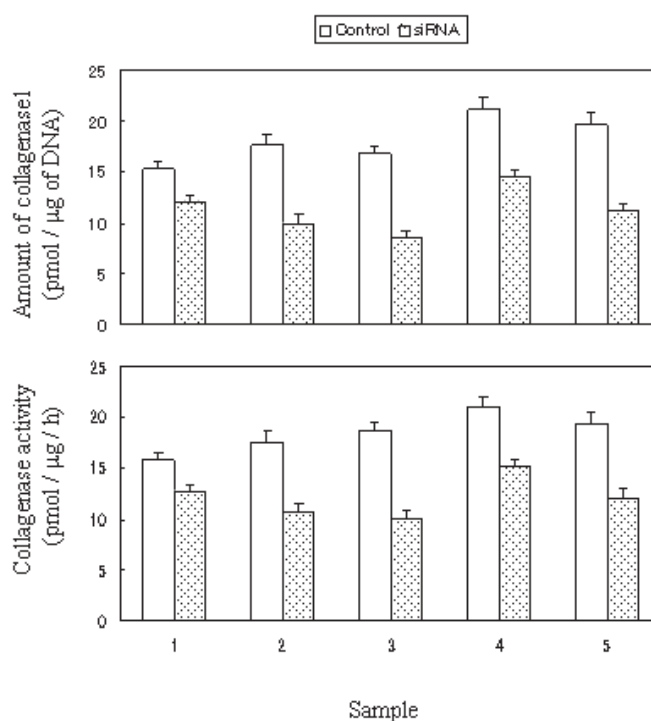 Control siRNA
Amount of collagenase1
(pmol / μg of DNA)
25
20
15
10
5
0
Collagenase activity
(pmol / μg / h)
25
20
15
10
5
0
1 2 3 4 5
Sample